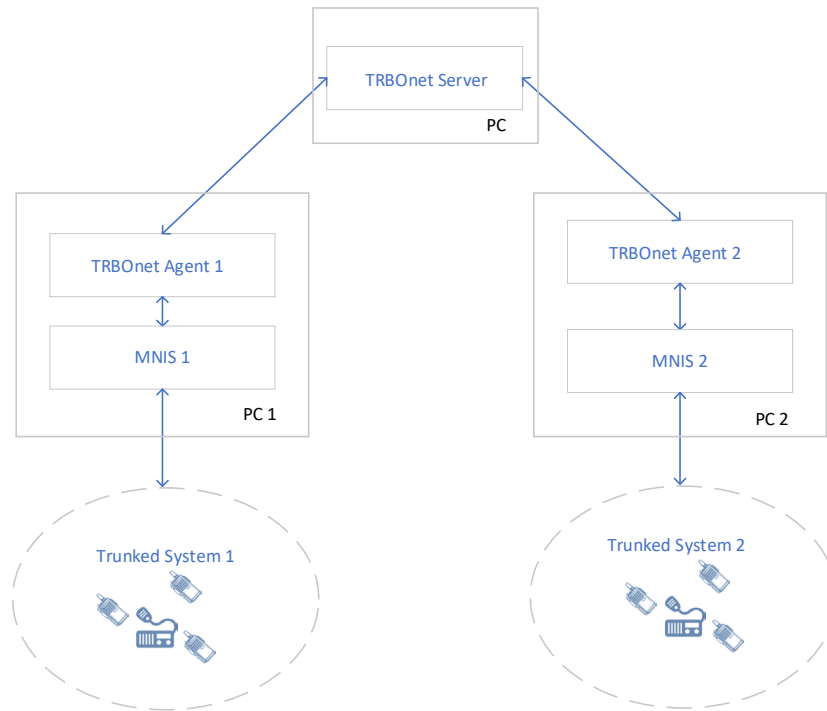 TRBOnet Server
PC
TRBOnet Agent 1
MNIS 1
PC 1
TRBOnet Agent 2
MNIS 2
PC 2
Trunked System 1
Trunked System 2